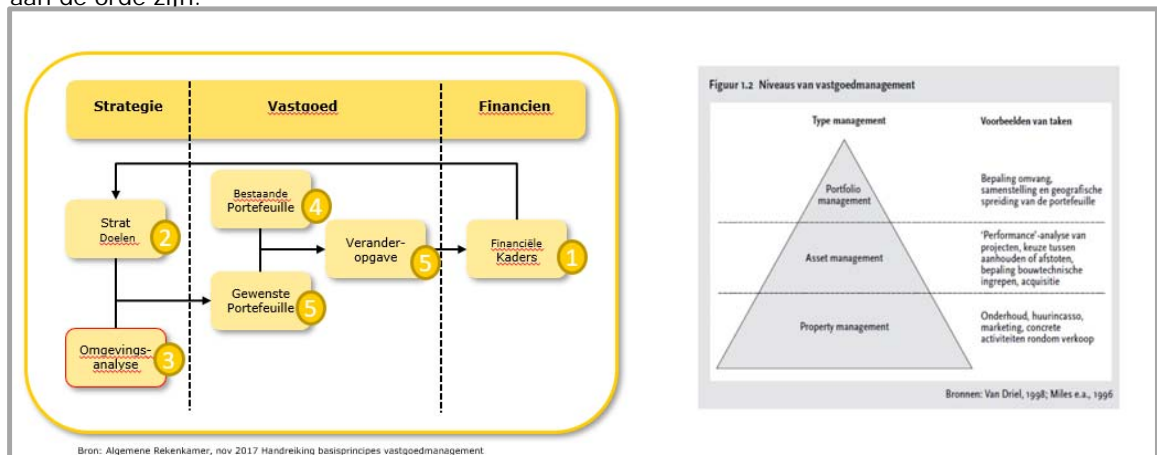 aan de orde zijn.
Strategie
Vastgoed
Financien
Strat
Doelen
2
Omgevings-
analyse
3
Bestaande
Portefeuille
4
Gewenste
Portefeuille
5
Verander-
opgave
5
Financiële
Kaders
1
Bron: Algemene Rekenkamer, nov 2017 Handreiking basisprincipes vastgoedmanagement
Figuur 1.2 Niveaus van vastgoedmanagement
Type management
Voorbeelden van taken
Portfolio
management
Bepaling omvang,
samenstelling en geografische
spreiding van de portefeuille
Asset management
'Performance'-analyse van
projecten, keuze tussen
aanhouden of afstoten,
bepaling bouwtechnische
ingrepen, acquisitie
Property management
Onderhoud, huurincasso,
marketing, concrete
activiteiten rondom verkoop
Bronnen: Van Driel, 1998; Miles e.a., 1996